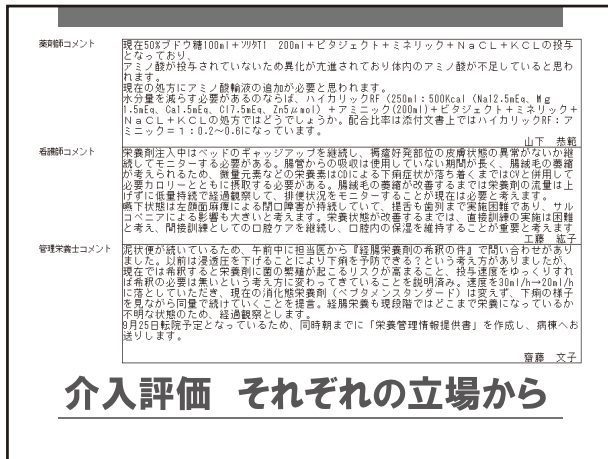 薬剤師コメント
現在50%ブドウ糖100ml+ソリタT1 200ml+ビタジェクト+ミネリック+NaCL+KCLの投与
となっており、
アミノ酸が投与されていないため異化が亢進されており体内のアミノ酸が不足していると思わ
れます。
現在の処方にアミノ酸輸液の追加が必要と思われます。
水分量を減らす必要があるのならば、ハイカリックRF(250ml:500Kcal(Na12.5mEq、Mg
1.5mEq、Ca1.5mEq、Cl7.5mEq、Zn5μmol)+アミニック(200ml)+ビタジェクト+ミネリック+
NaCL+KCLの処方ではどうでしょうか。配合比率は添付文書上ではハイカリックRF:ア
ミニック=1:0.2~0.6になっています。
山下 恭範
看護師コメント
栄養剤注入中はベッドのギャッジアップを継続し、褥瘡好発部位の皮膚状態の異常がないか継
続してモニターする必要がある。腸管からの吸収は使用していない期間が長く、腸絨毛の萎縮
が考えられるため、微量元素などの栄養素はCDによる下痢症状が落ち着くまではCVと併用して
必要カロリーとともに摂取する必要がある。腸絨毛の萎縮が改善するまでは栄養剤の流量は上
げずに低量持続で経過観察して、排便状況をモニターすることが現在は必要と考えます。
嚥下状態は左顔面麻痺による閉口障害が持続していて、提舌も歯列まで実施困難であり、サル
コペニアによる影響も大きいと考えます。栄養状態が改善するまでは、直接訓練の実施は困難
と考え、間接訓練としての口腔ケアを継続し、口腔内の保湿を維持することが重要と考えます
工藤 紘子
管理栄養士コメント
泥状便が続いているため、午前中に担当医から『経腸栄養剤の希釈の件』で問い合わせがあり
ました。以前は浸透圧を下げることにより下痢を予防できる?という考え方がありましたが、
現在では希釈すると栄養剤に菌の繁殖が起こるリスクが高まること、投与速度をゆっくりすれ
ば希釈の必要は無いという考え方に変わってきていることを説明済み。速度を30ml/h→20ml/h
に落としていただき、現在の消化態栄養剤(ペプタメンスタンダード)は変えず、下痢の様子
を見ながら同量で続けていくことを提言。経腸栄養も現段階ではどこまで栄養になっているか
不明な状態のため、経過観察とします。
9月25日転院予定となっているため、同時朝までに「栄養管理情報提供書」を作成し、病棟へお
送りします。
齋藤 文子
介入評価 それぞれの立場から